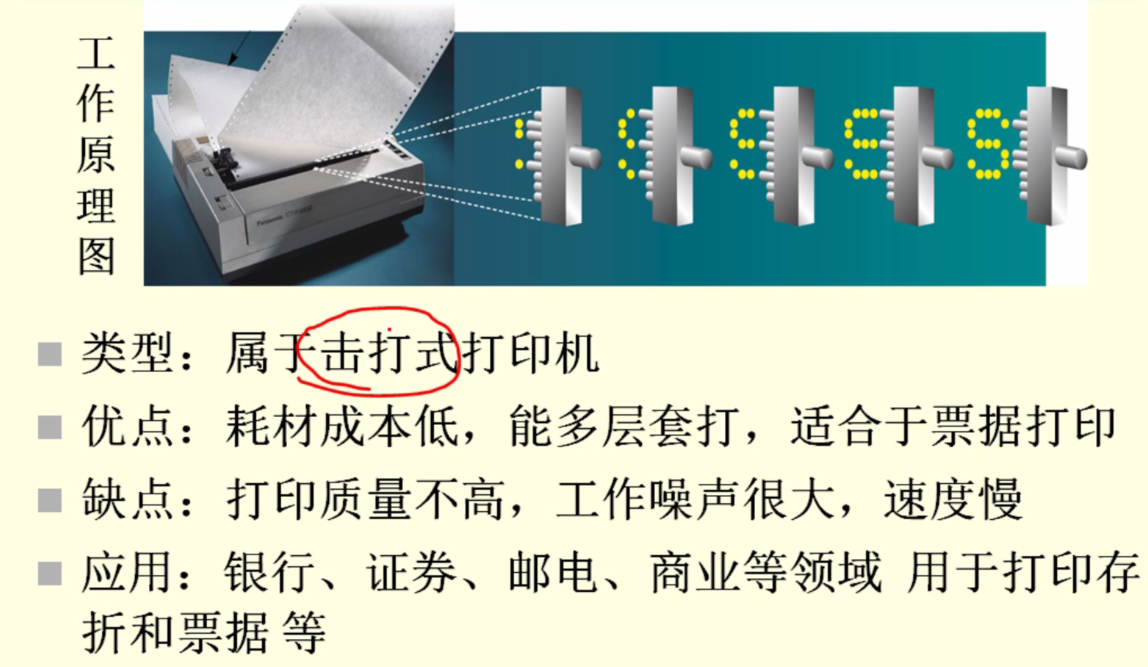 工作原理图
Panasonic
类型：属于击打式打印机
优点：耗材成本低，能多层套打，适合于票据打印
缺点：打印质量不高，工作噪声很大，速度慢
应用：银行、证券、邮电、商业等领域 用于打印存
折和票据 等